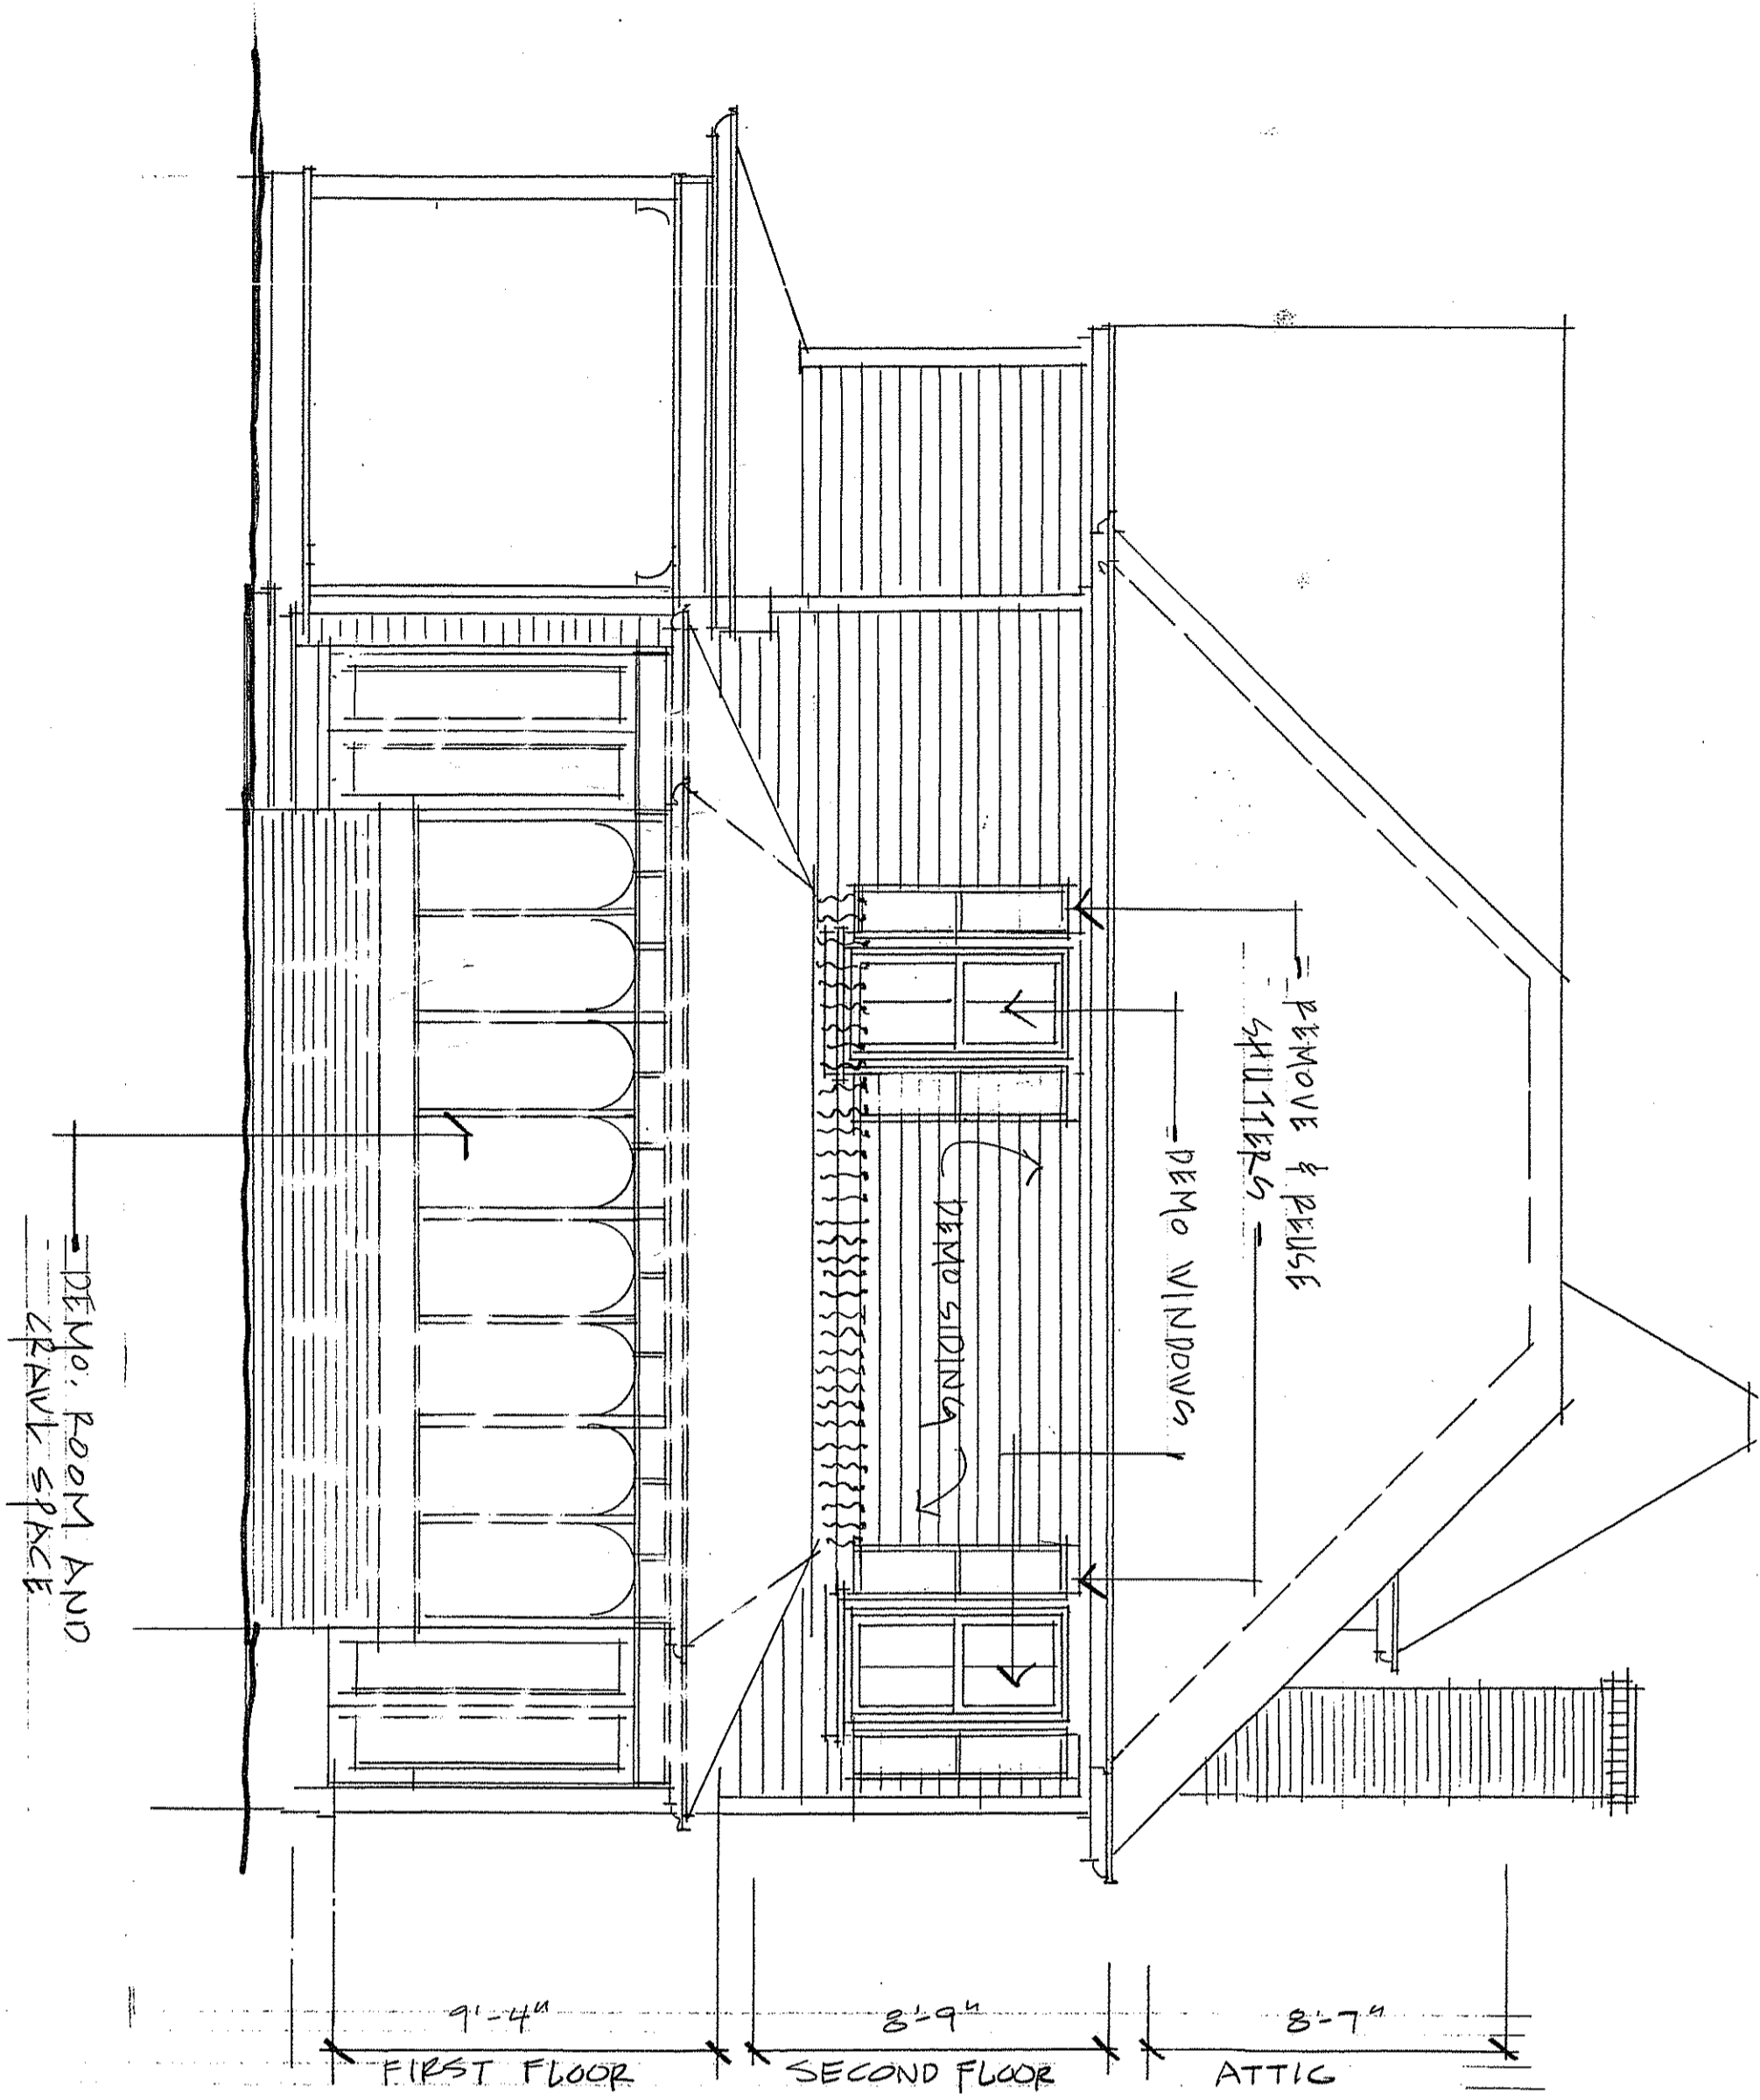 REMOVE & REUSE
SHUTTERS
DEMO WINDOWS
DEMO SIDING
DEMO. ROOM AND
CRAWL SPACE
8'-7"
ATTIC
8'-9"
SECOND FLOOR
9'-4"
FIRST FLOOR